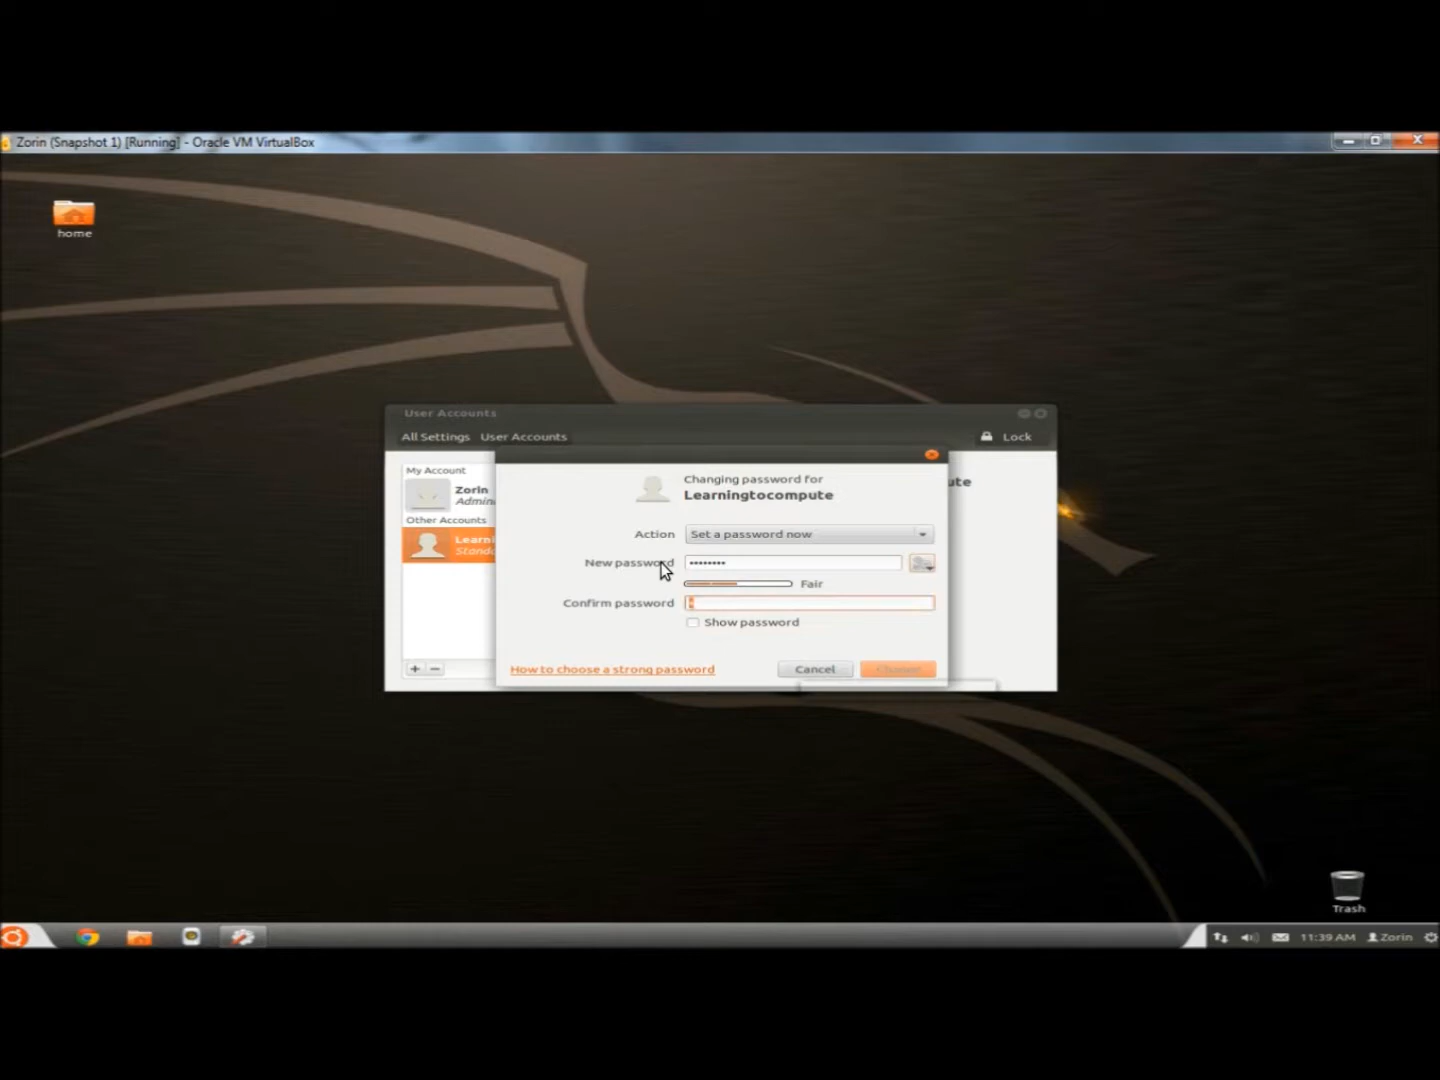 Zorin (Snapshot 1) [Running] - Oracle VM VirtualBox
home
User Accounts
All Settings User Accounts
Lock
My Account
Zorin
Other Accounts
Changing password for
Learningtocompute
Action
Set a password now
New password
••••••••
Fair
Confirm password
Show password
How to choose a strong password
Cancel
Change
Trash
11:39 AM
Zorin